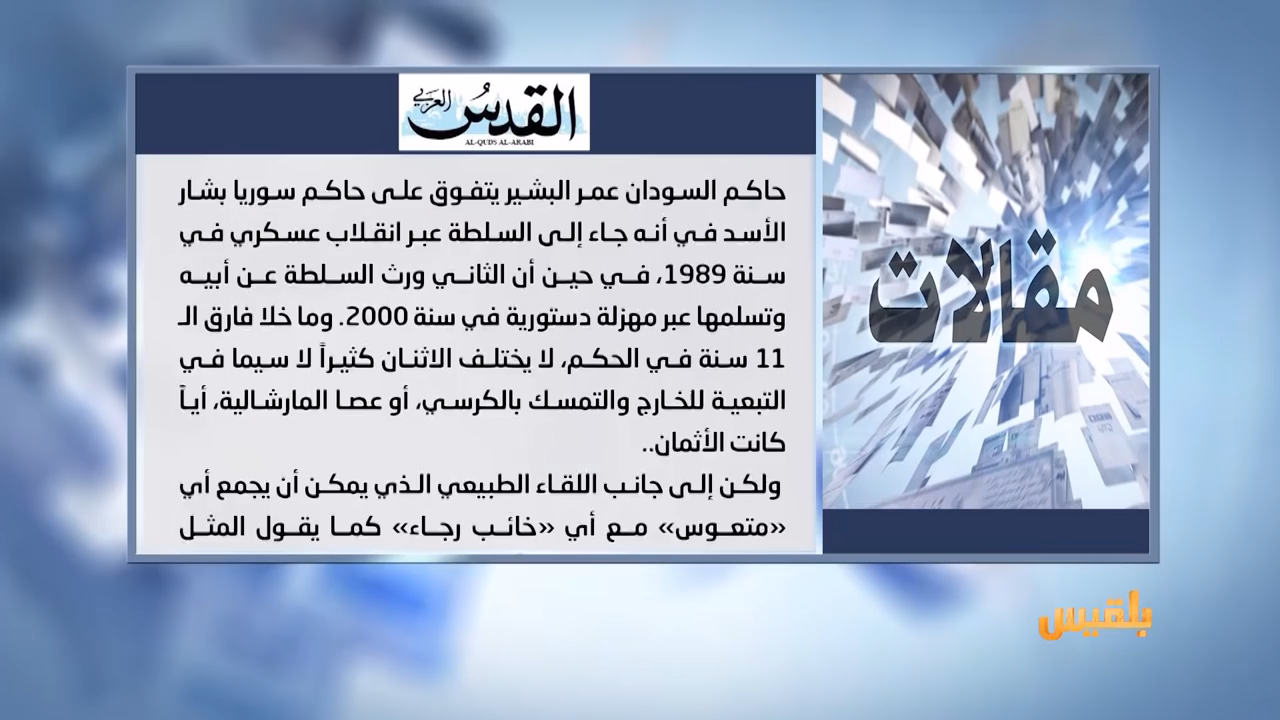 القدس العربي
AL-QUDS AL-ARABI
مقالات
حاكم السودان عمر البشير يتفوق على حاكم سوريا بشار
الأسد في أنه جاء إلى السلطة عبر انقلاب عسكري في
سنة 1989، في حين أن الثاني ورث السلطة عن أبيه
وتسلمها عبر مهزلة دستورية في سنة 2000. وما خلا فارق الـ
11 سنة في الحكم، لا يختلف الاثنان كثيراً لا سيما في
التبعية للخارج والتمسك بالكرسي، أو عصا المارشالية، أياً
كانت الأثمان..
ولكن إلى جانب اللقاء الطبيعي الذي يمكن أن يجمع أي
«متعوس» مع أي «خائب رجاء» كما يقول المثل
بلقيس